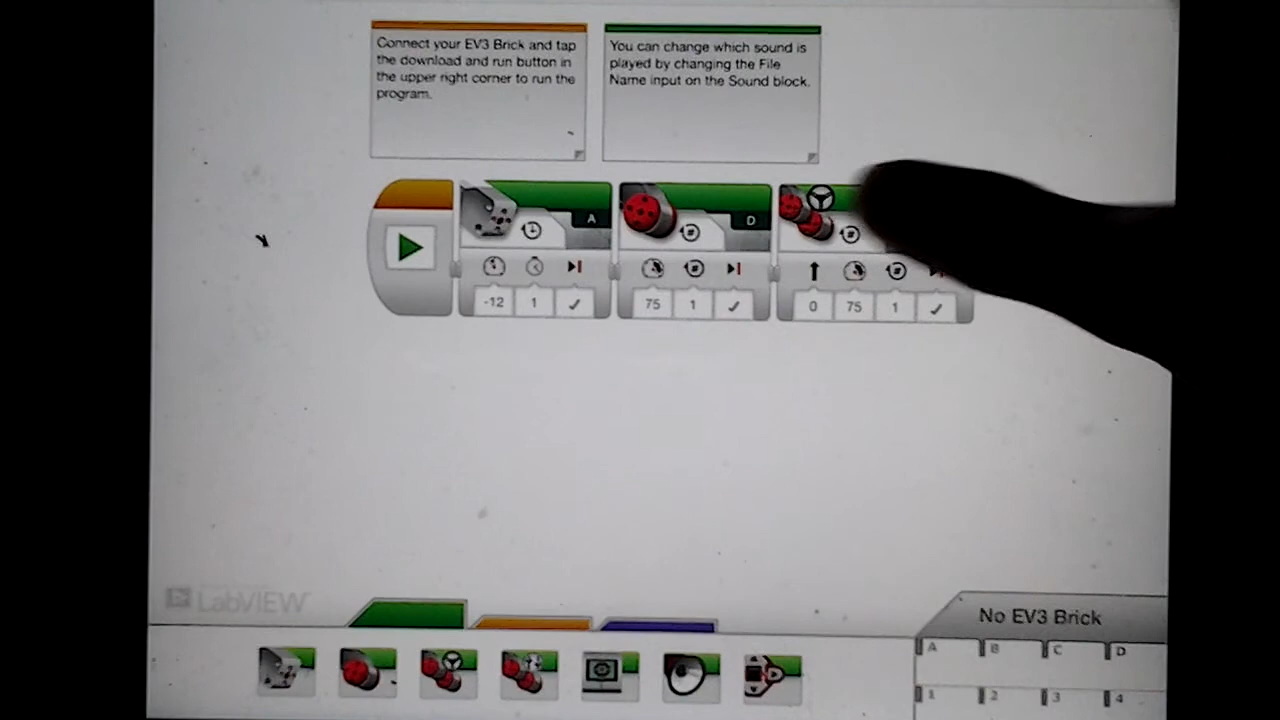 Connect your EV3 Brick and tap
the download and run button in
the upper right corner to run the
program.
You can change which sound is
played by changing the File
Name input on the Sound block.
A
D
-12 1
75 1
0 75 1
LabVIEW
No EV3 Brick
A B C D
1 2 3 4